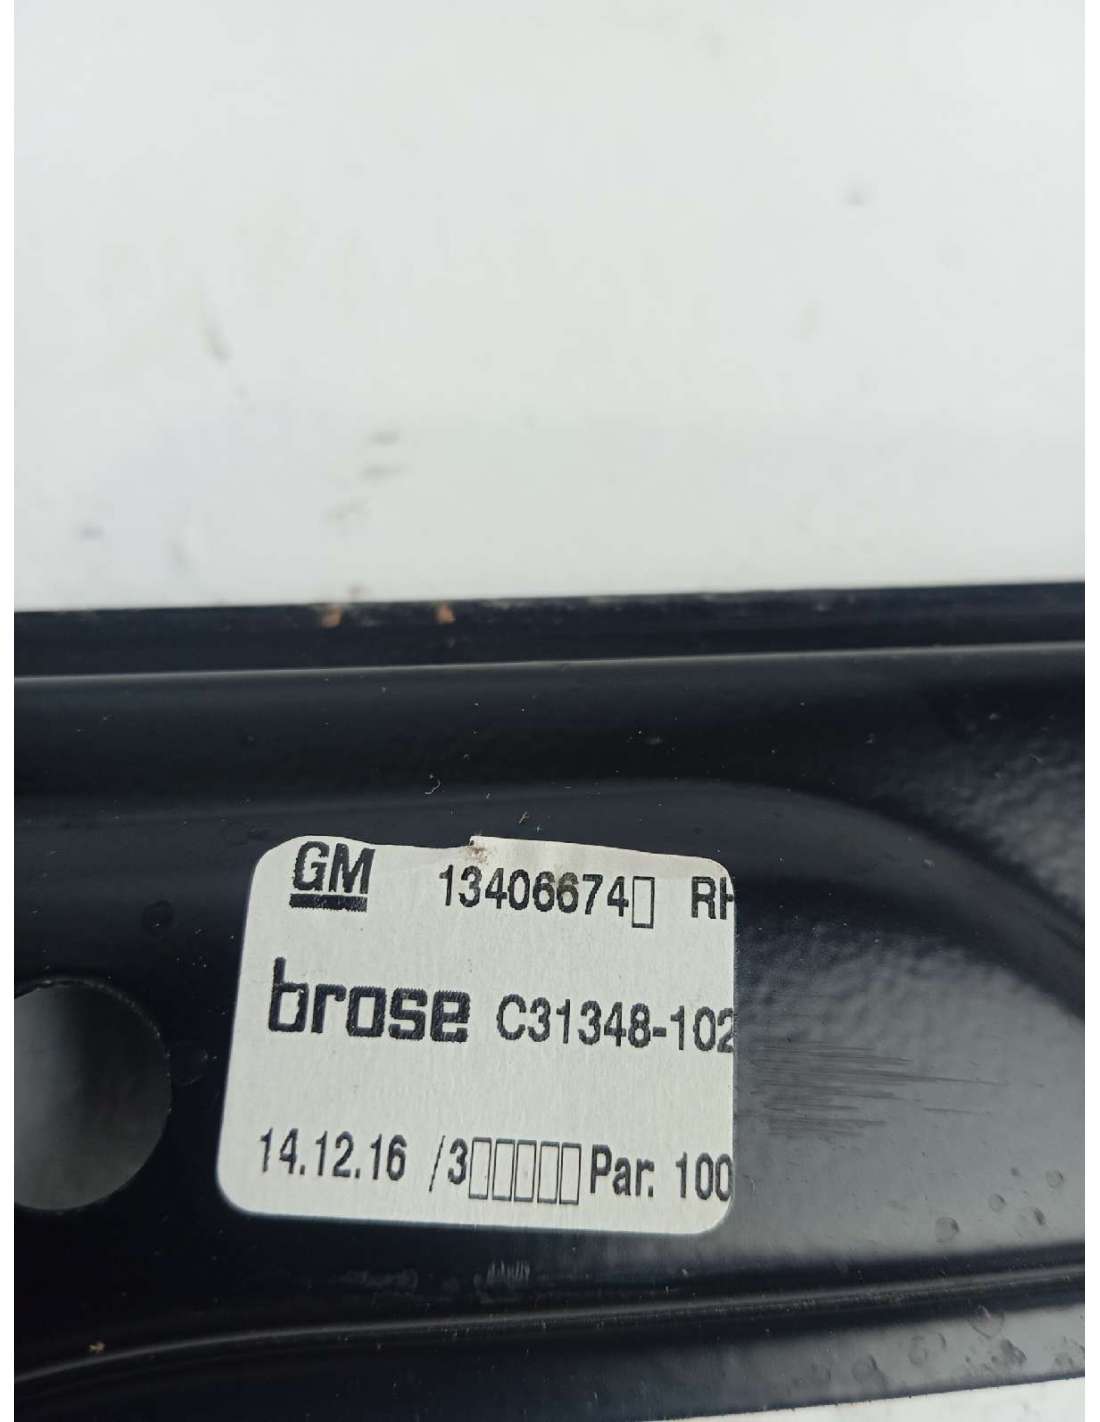 GM 13406674▯ RH
brose C31348-102
14.12.16 /3▯▯▯▯▯Par. 100